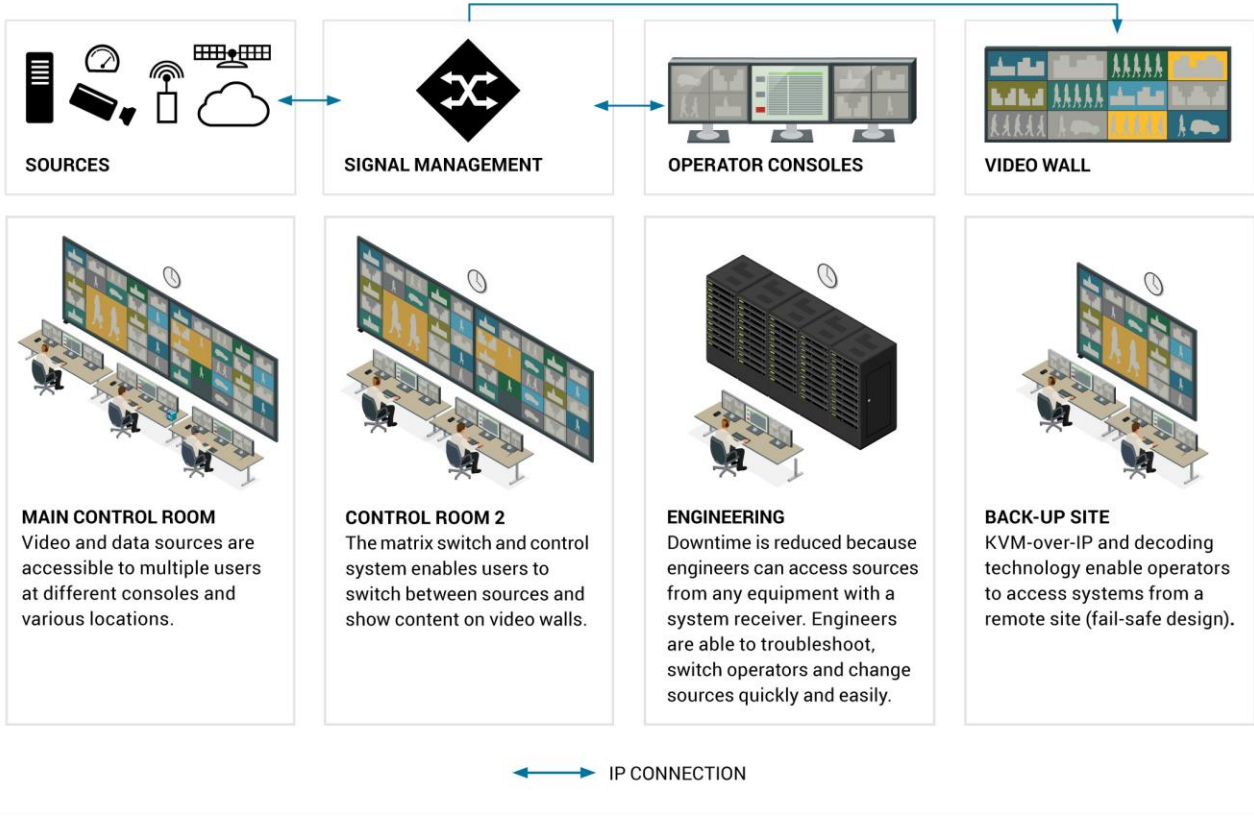 SOURCES
SIGNAL MANAGEMENT
OPERATOR CONSOLES
VIDEO WALL
MAIN CONTROL ROOM
Video and data sources are
accessible to multiple users
at different consoles and
various locations.
CONTROL ROOM 2
The matrix switch and control
system enables users to
switch between sources and
show content on video walls.
ENGINEERING
Downtime is reduced because
engineers can access sources
from any equipment with a
system receiver. Engineers
are able to troubleshoot,
switch operators and change
sources quickly and easily.
BACK-UP SITE
KVM-over-IP and decoding
technology enable operators
to access systems from a
remote site (fail-safe design).
IP CONNECTION